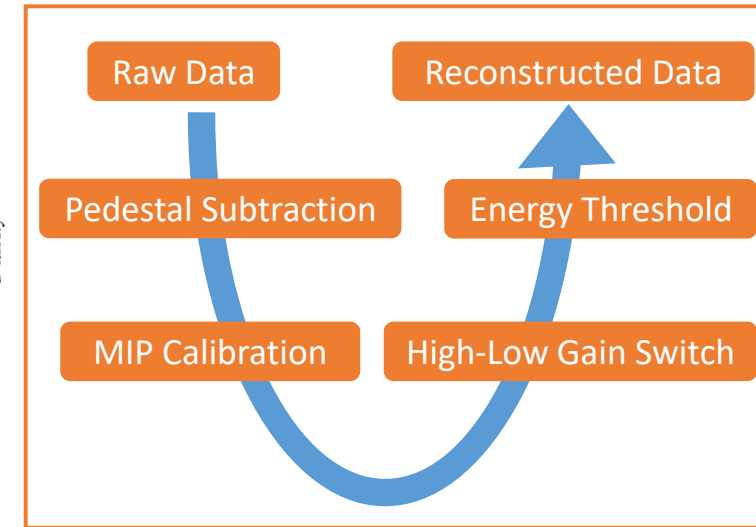 Raw Data
Reconstructed Data
Pedestal Subtraction
Energy Threshold
MIP Calibration
High-Low Gain Switch